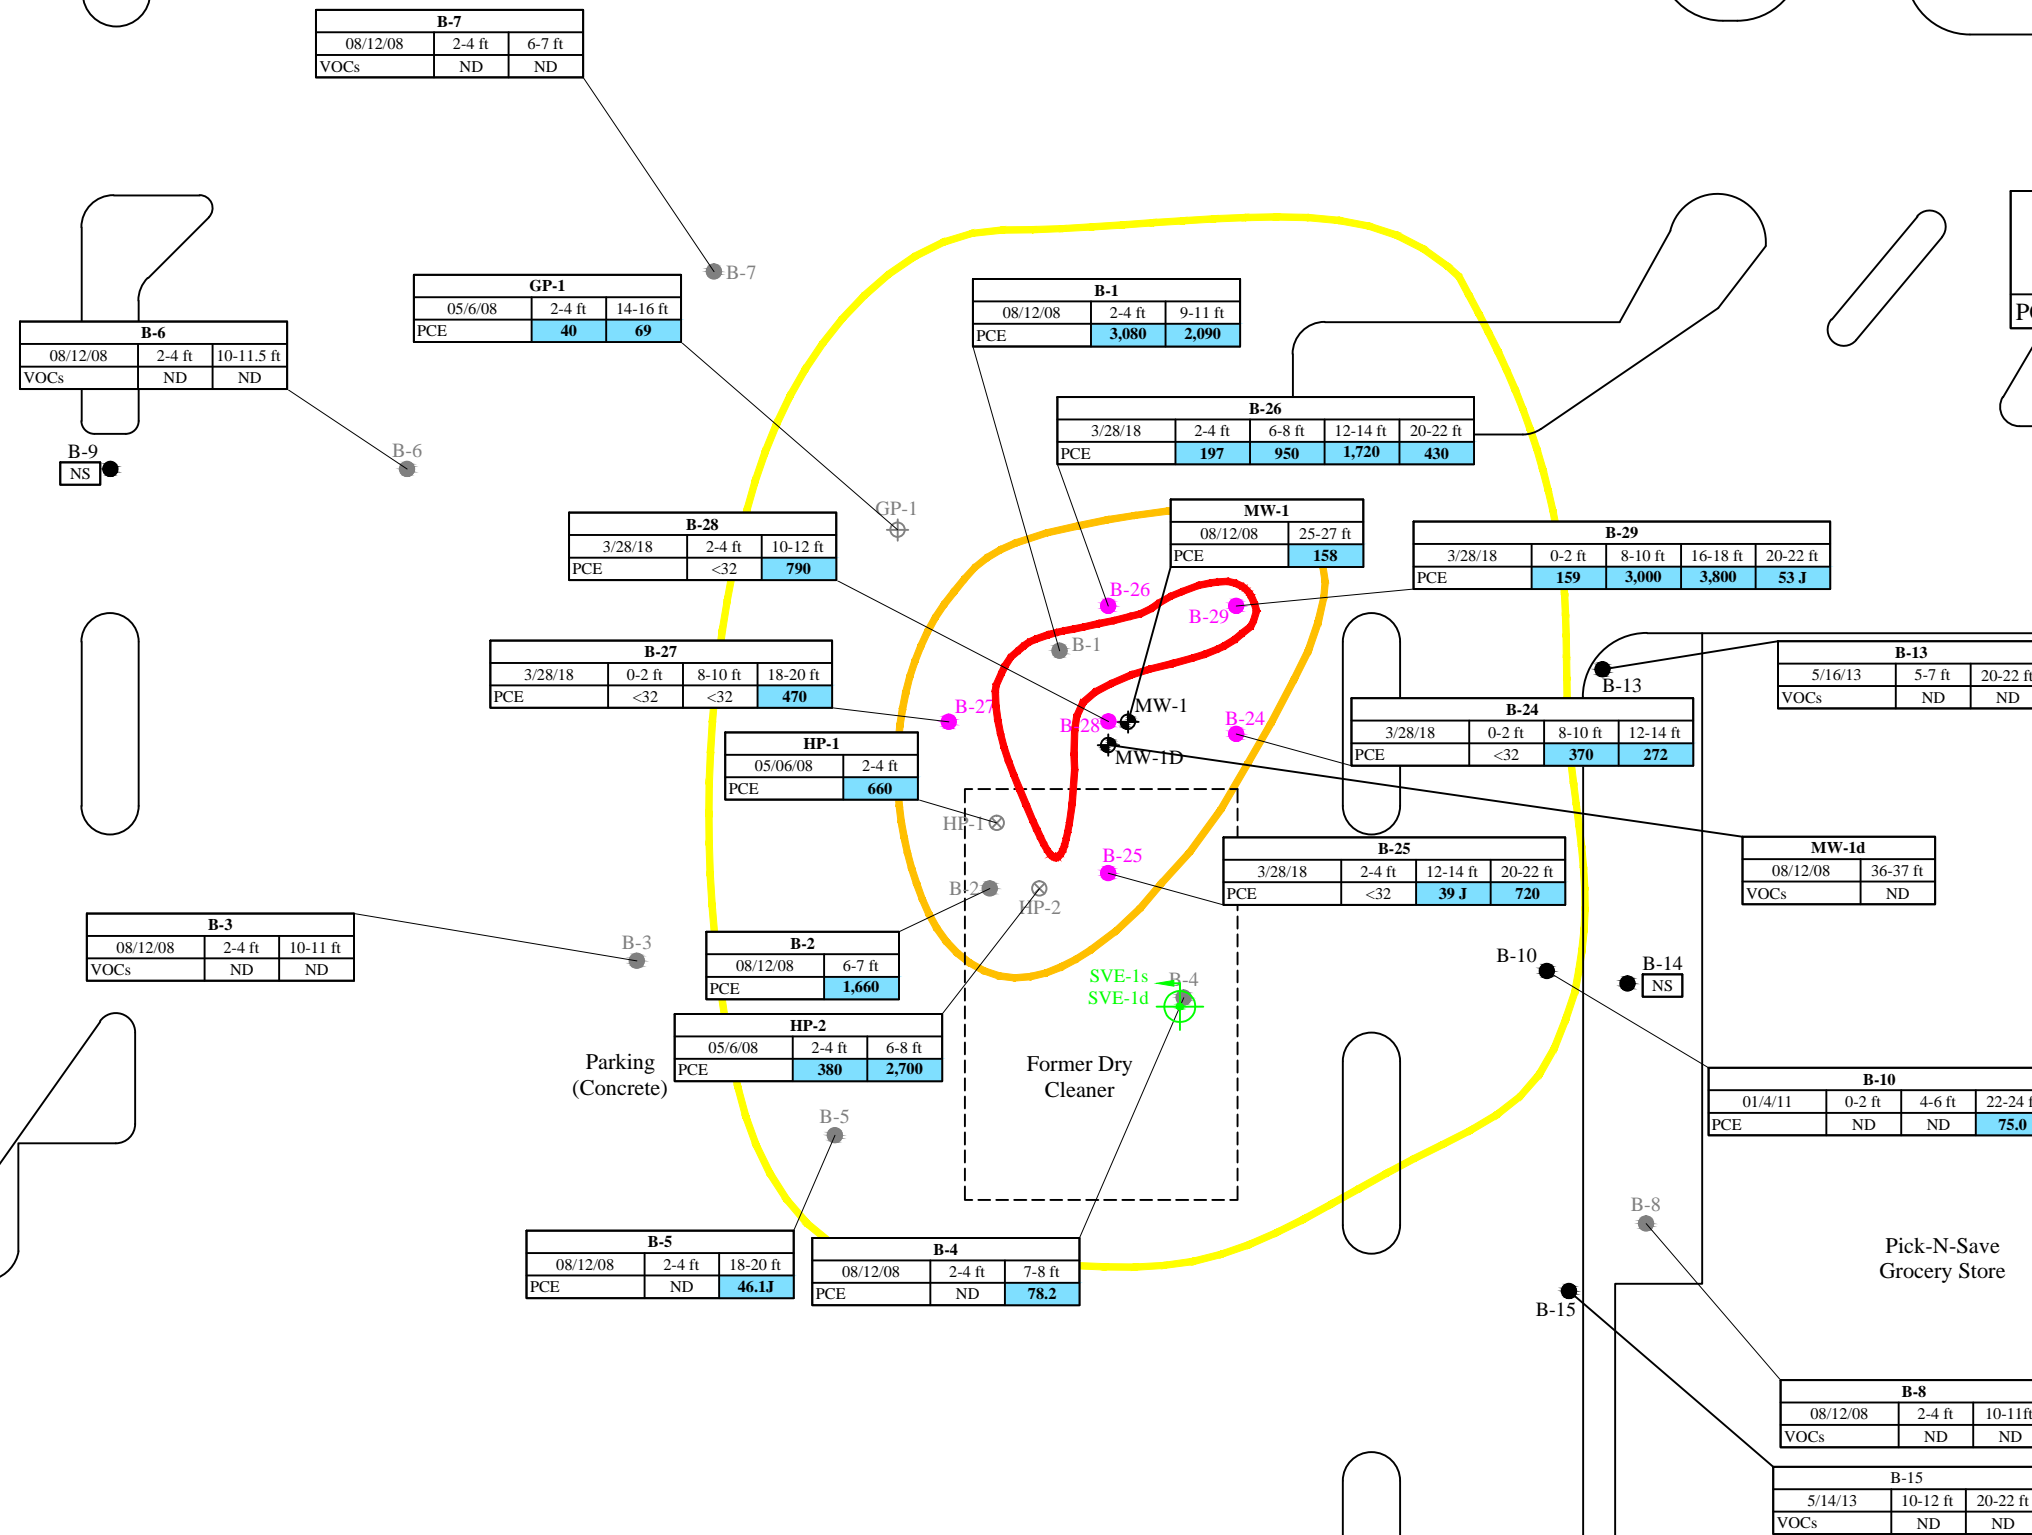 B-7
08/12/08 2-4 ft 6-7 ft
VOCs ND ND
B-7
GP-1
05/6/08 2-4 ft 14-16 ft
PCE 40 69
B-1
08/12/08 2-4 ft 9-11 ft
PCE 3,080 2,090
B-6
08/12/08 2-4 ft 10-11.5 ft
VOCs ND ND
B-26
3/28/18 2-4 ft 6-8 ft 12-14 ft 20-22 ft
PCE 197 950 1,720 430
B-9
NS
B-6
GP-1
MW-1
08/12/08 25-27 ft
PCE 158
B-28
3/28/18 2-4 ft 10-12 ft
PCE <32 790
B-29
3/28/18 0-2 ft 8-10 ft 16-18 ft 20-22 ft
PCE 159 3,000 3,800 53 J
B-26
B-29
B-1
B-27
3/28/18 0-2 ft 8-10 ft 18-20 ft
PCE <32 <32 470
B-13
5/16/13 5-7 ft 20-22 ft
VOCs ND ND
B-13
B-27
B-28
MW-1
MW-1D
B-24
B-24
3/28/18 0-2 ft 8-10 ft 12-14 ft
PCE <32 370 272
HP-1
05/06/08 2-4 ft
PCE 660
HP-1
B-25
B-25
3/28/18 2-4 ft 12-14 ft 20-22 ft
PCE <32 39 J 720
MW-1d
08/12/08 36-37 ft
VOCs ND
B-2
HP-2
B-3
08/12/08 2-4 ft 10-11 ft
VOCs ND ND
B-3
B-2
08/12/08 6-7 ft
PCE 1,660
SVE-1s
SVE-1d
B-4
B-10
B-14
NS
HP-2
05/6/08 2-4 ft 6-8 ft
PCE 380 2,700
Parking
(Concrete)
Former Dry
Cleaner
B-10
01/4/11 0-2 ft 4-6 ft 22-24 f
PCE ND ND 75.0
B-5
B-8
B-5
08/12/08 2-4 ft 18-20 ft
PCE ND 46.1J
B-4
08/12/08 2-4 ft 7-8 ft
PCE ND 78.2
Pick-N-Save
Grocery Store
B-15
B-8
08/12/08 2-4 ft 10-11ft
VOCs ND ND
B-15
5/14/13 10-12 ft 20-22 ft
VOCs ND ND